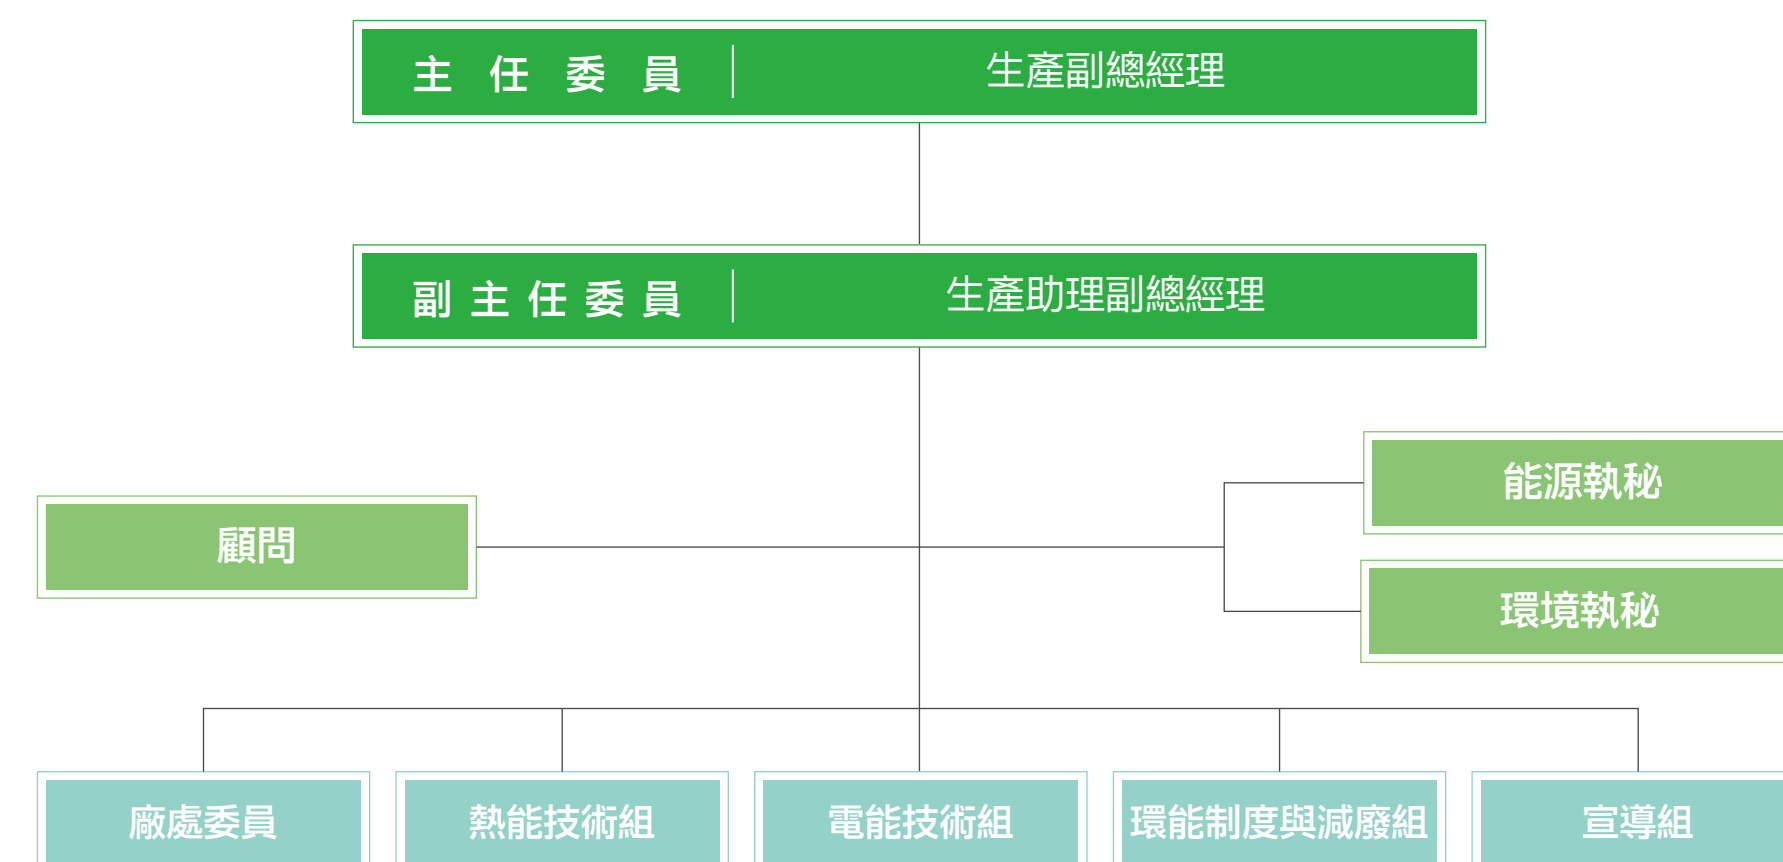 主任委員 生產副總經理
副主任委員 生產助理副總經理
能源執秘
顧問
環境執秘
廠處委員 熱能技術組 電能技術組 環能制度與減廢組 宣導組